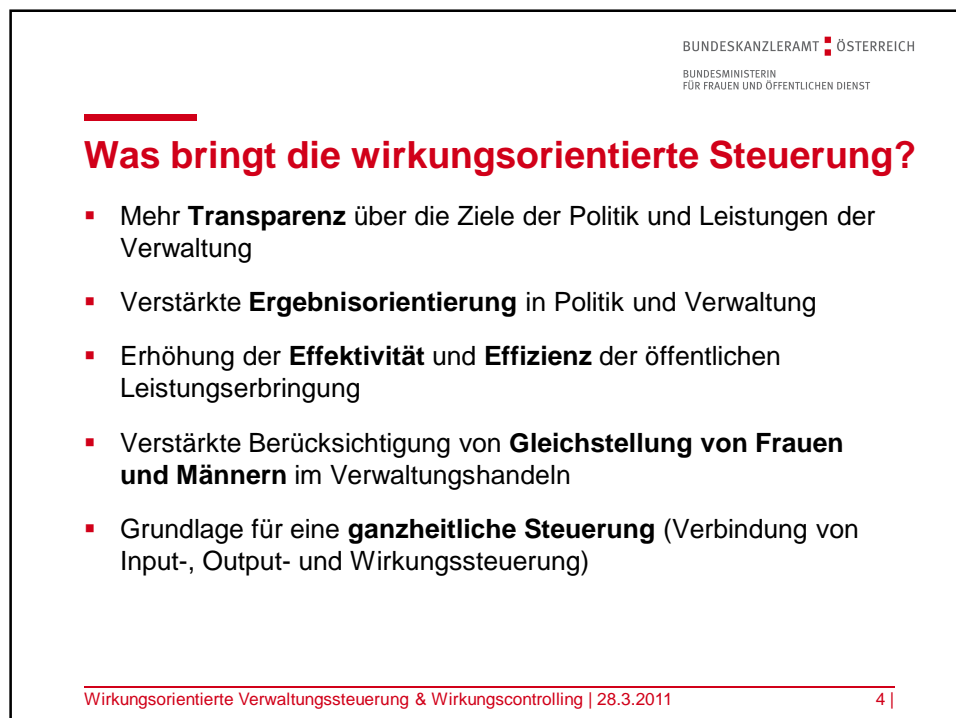 BUNDESKANZLERAMT ÖSTERREICH
BUNDESMINISTERIN
FÜR FRAUEN UND ÖFFENTLICHEN DIENST
Was bringt die wirkungsorientierte Steuerung?
▪ Mehr Transparenz über die Ziele der Politik und Leistungen der
Verwaltung
▪ Verstärkte Ergebnisorientierung in Politik und Verwaltung
▪ Erhöhung der Effektivität und Effizienz der öffentlichen
Leistungserbringung
▪ Verstärkte Berücksichtigung von Gleichstellung von Frauen
und Männern im Verwaltungshandeln
▪ Grundlage für eine ganzheitliche Steuerung (Verbindung von
Input-, Output- und Wirkungssteuerung)
Wirkungsorientierte Verwaltungssteuerung & Wirkungscontrolling | 28.3.2011 4 |